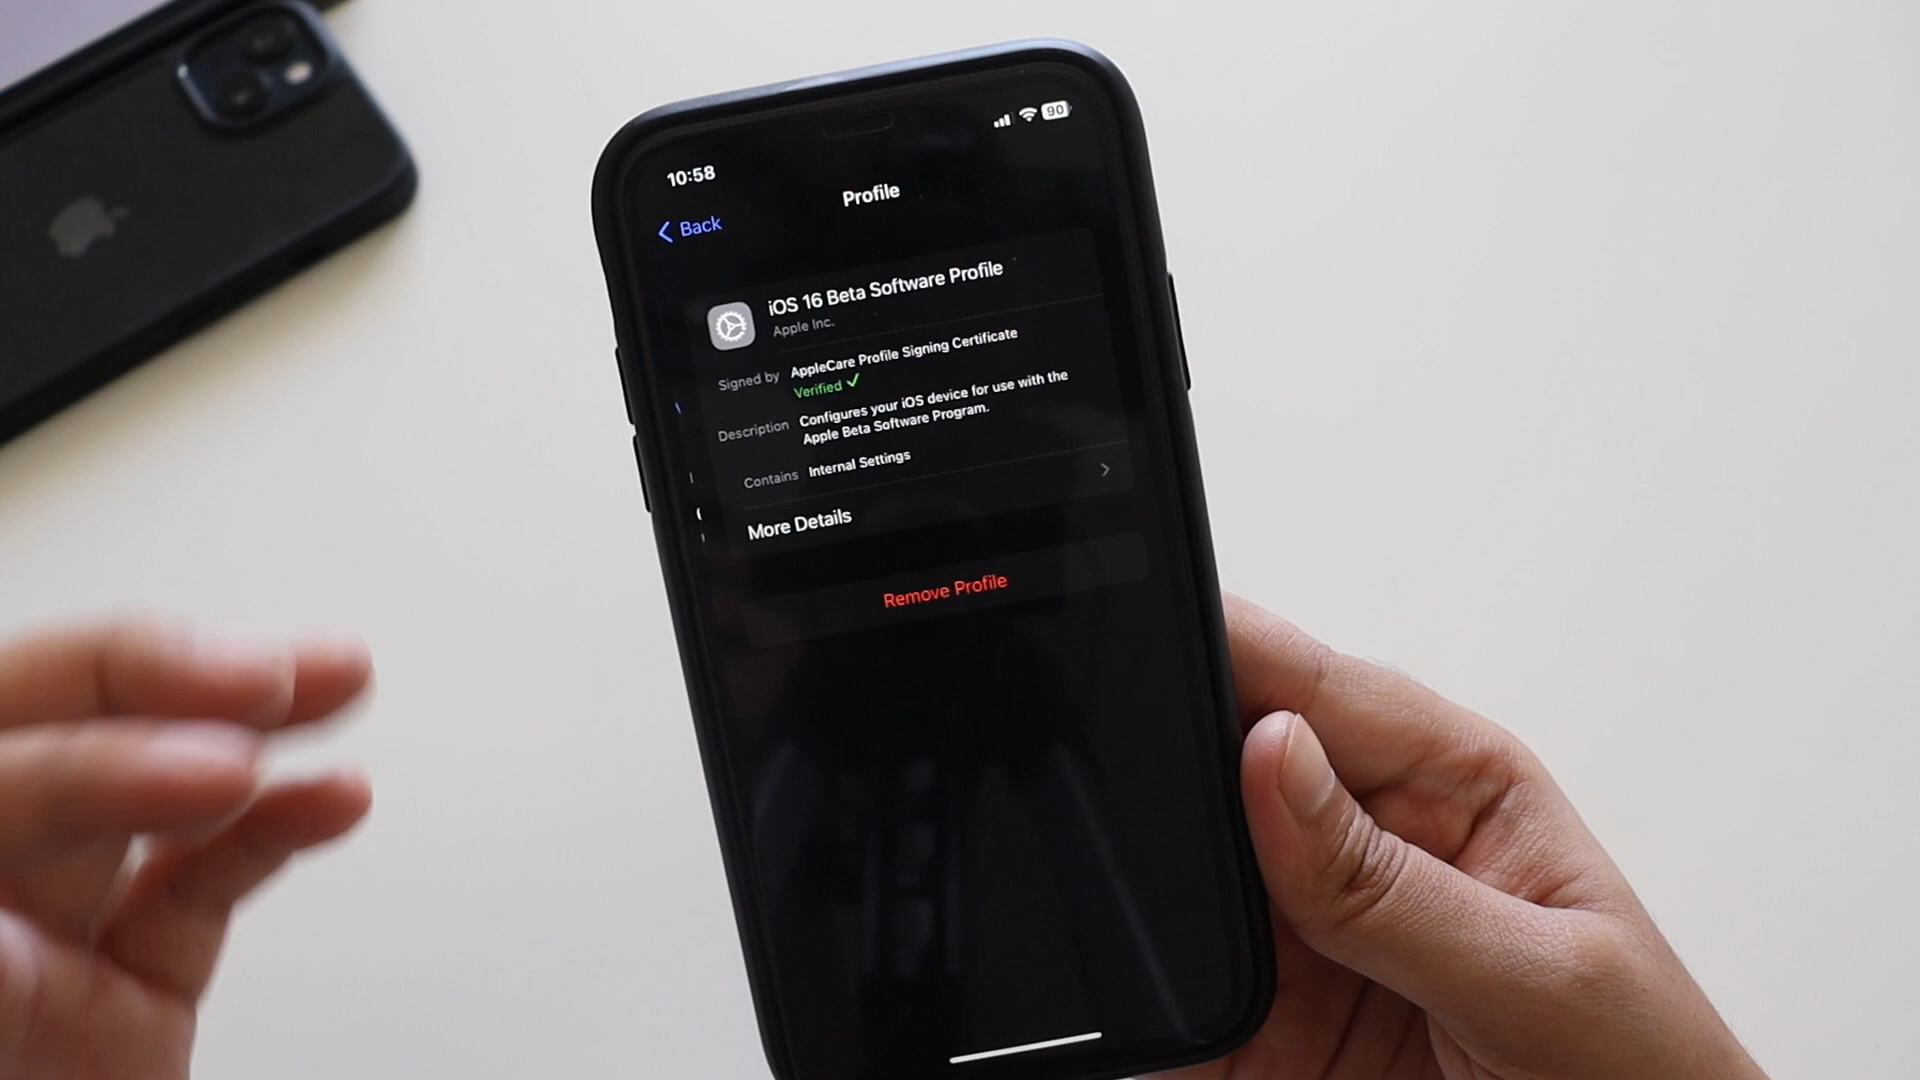 10:58
90
Profile
Back
iOS 16 Beta Software Profile
Apple Inc.
Signed by AppleCare Profile Signing Certificate
Verified ✓
Description Configures your iOS device for use with the
Apple Beta Software Program.
Contains Internal Settings
More Details
Remove Profile